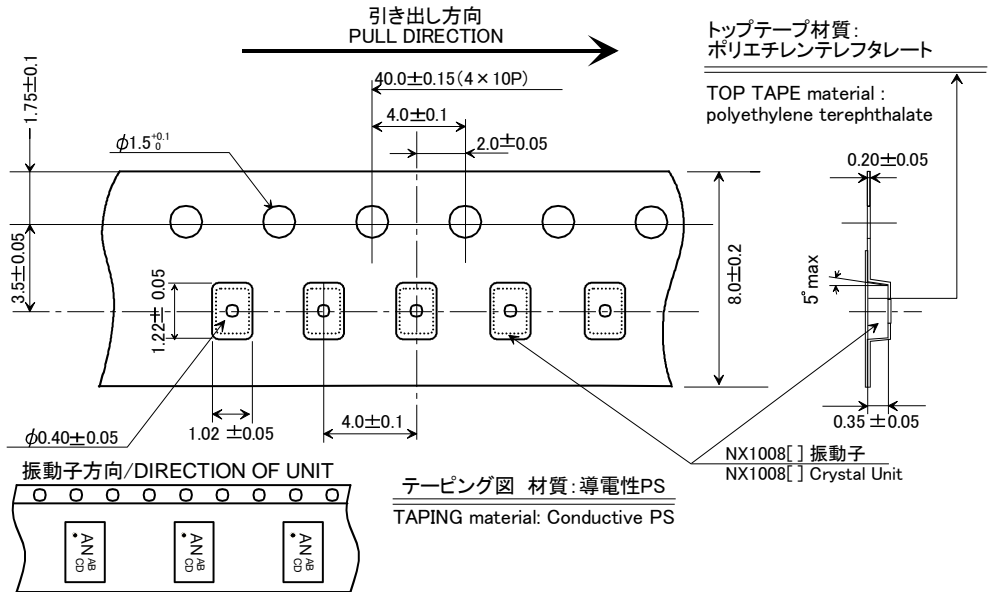 引き出し方向
PULL DIRECTION
トップテープ材質:
ポリエチレンテレフタレート
TOP TAPE material :
polyethylene terephthalate
1.75±0.1
40.0±0.15(4×10P)
4.0±0.1
2.0±0.05
φ1.5 +0.1 0
0.20±0.05
3.5±0.05
1.22± 0.05
8.0±0.2
5°max
φ0.40±0.05
1.02 ±0.05
4.0±0.1
0.35 ±0.05
NX1008[ ] 振動子
NX1008[ ] Crystal Unit
振動子方向/DIRECTION OF UNIT
テーピング図 材質:導電性PS
TAPING material: Conductive PS
AN AB CD
AN AB CD
AN AB CD